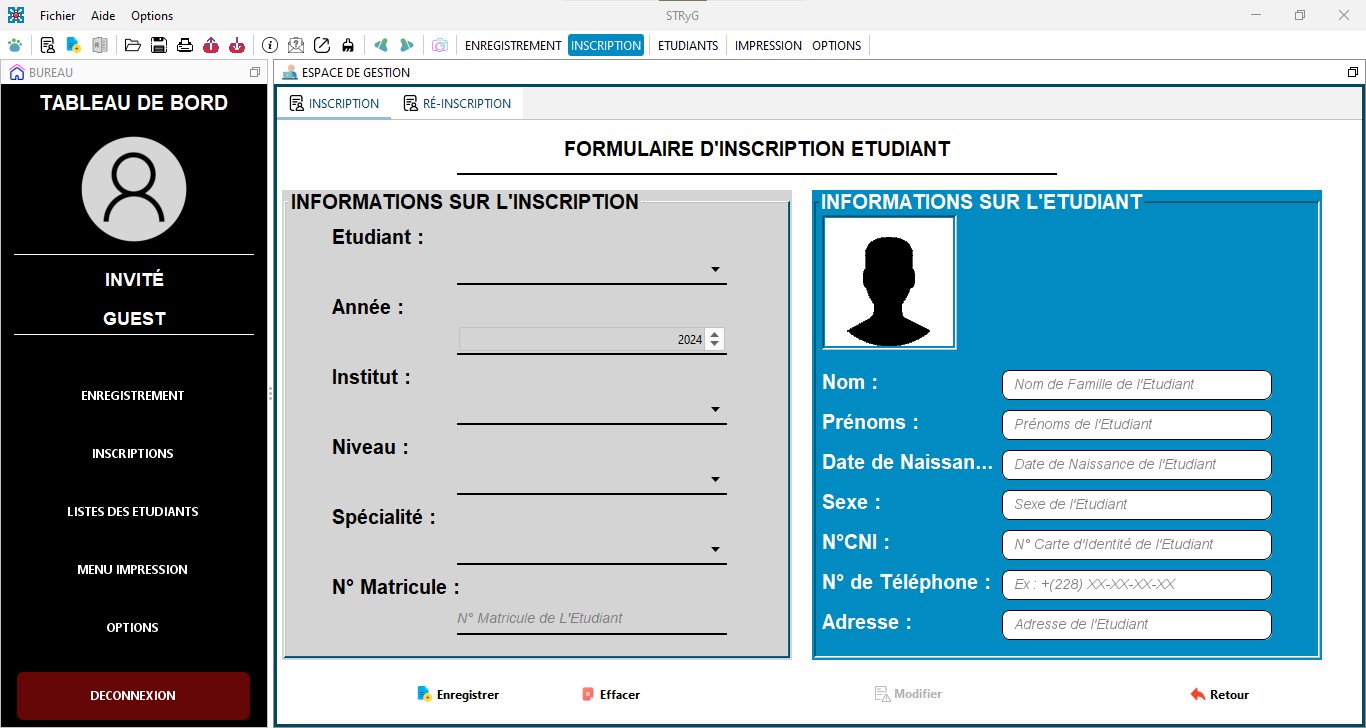 Fichier Aide Options STRyG
ENREGISTREMENT INSCRIPTION ETUDIANTS IMPRESSION OPTIONS
BUREAU
ESPACE DE GESTION
TABLEAU DE BORD
INVITÉ
GUEST
ENREGISTREMENT
INSCRIPTIONS
LISTES DES ETUDIANTS
MENU IMPRESSION
OPTIONS
DECONNEXION
INSCRIPTION RÉ-INSCRIPTION
FORMULAIRE D'INSCRIPTION ETUDIANT
INFORMATIONS SUR L'INSCRIPTION
Etudiant :
Année :
2024
Institut :
Niveau :
Spécialité :
N° Matricule :
N° Matricule de L'Etudiant
INFORMATIONS SUR L'ETUDIANT
Nom : Nom de Famille de l'Etudiant
Prénoms : Prénoms de l'Etudiant
Date de Naissan... Date de Naissance de l'Etudiant
Sexe : Sexe de l'Etudiant
N°CNI : N° Carte d'Identité de l'Etudiant
N° de Téléphone : Ex : +(228) XX-XX-XX-XX
Adresse : Adresse de l'Etudiant
Enregistrer Effacer Modifier Retour